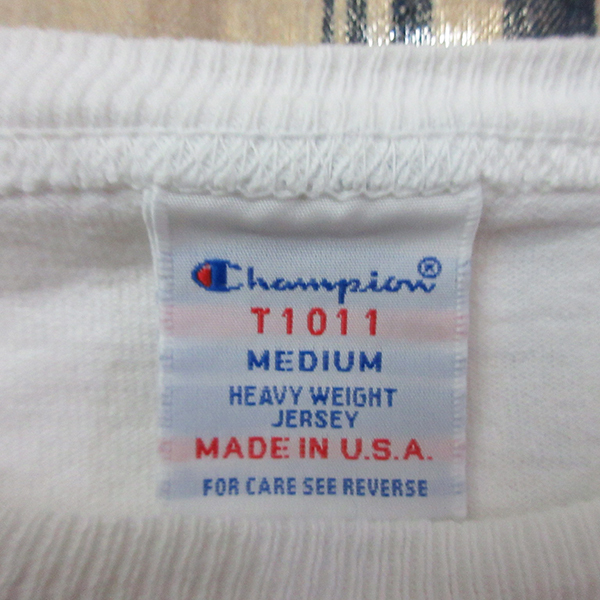 Champion®
T1011
MEDIUM
HEAVY WEIGHT
JERSEY
MADE IN U.S.A.
FOR CARE SEE REVERSE